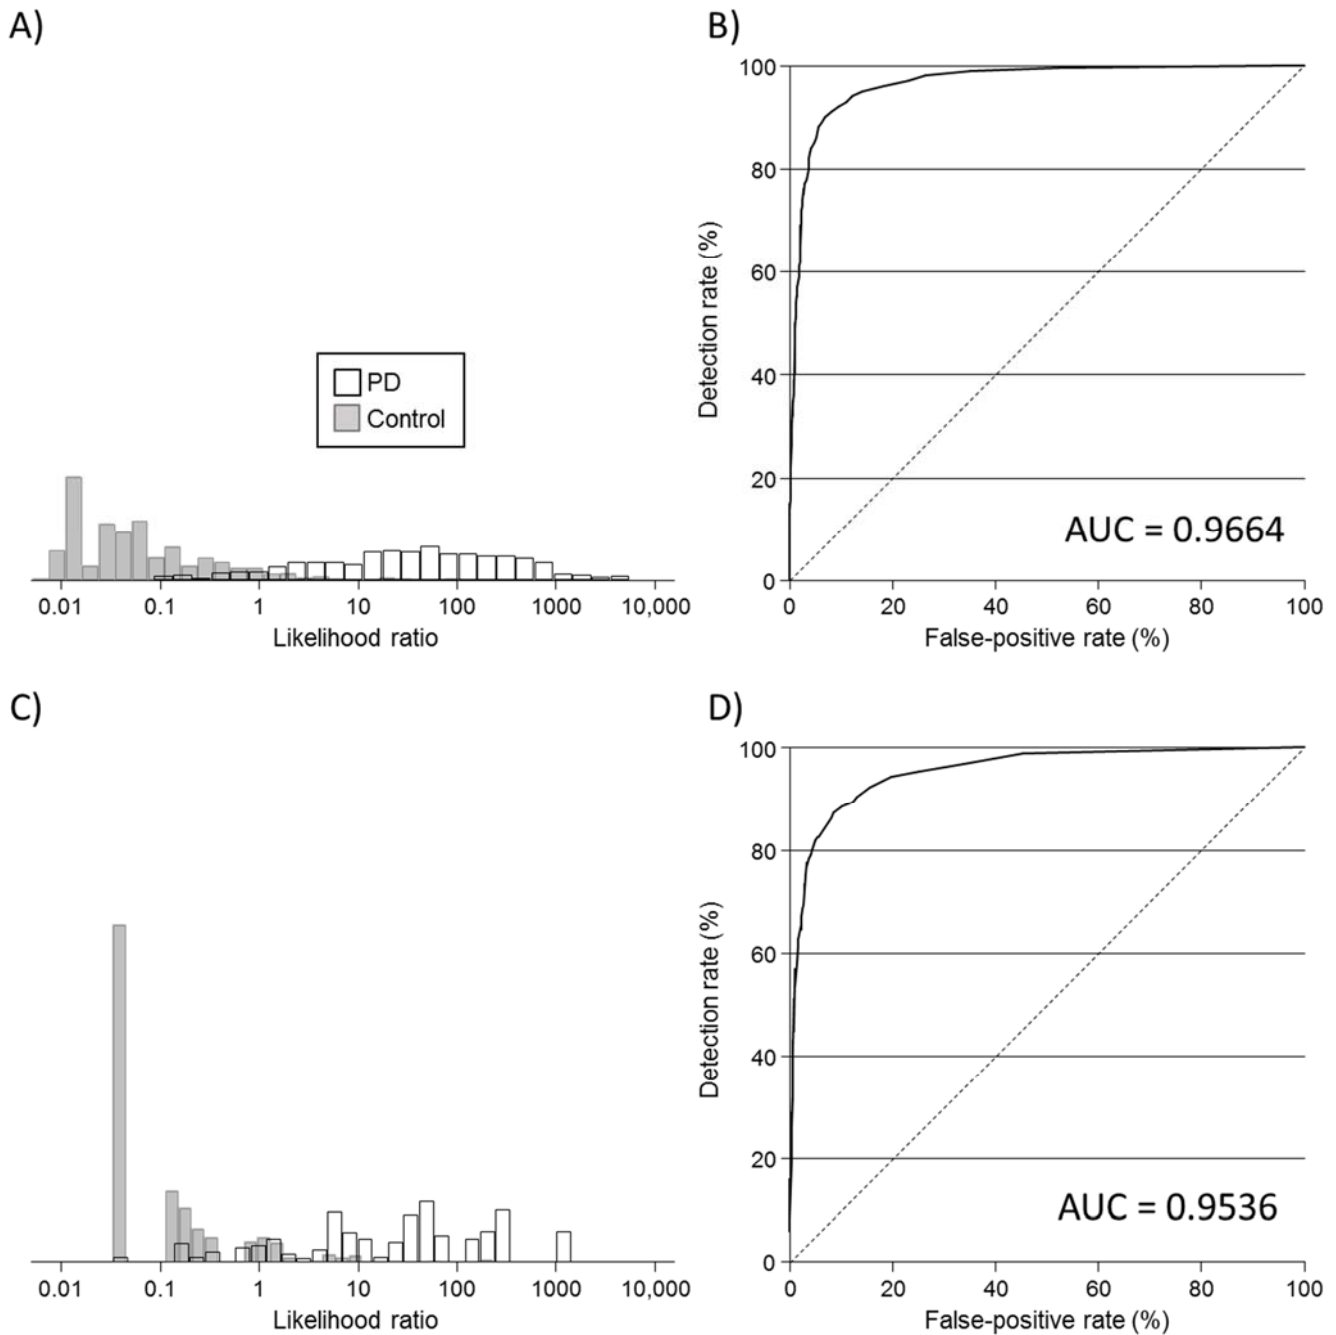 A)
PD
Control
0.01 0.1 1 10 100 1000 10,000
Likelihood ratio
B)
100
80
60
40
20
0
Detection rate (%)
AUC = 0.9664
0 20 40 60 80 100
False-positive rate (%)
C)
0.01 0.1 1 10 100 1000 10,000
Likelihood ratio
D)
100
80
60
40
20
0
Detection rate (%)
AUC = 0.9536
0 20 40 60 80 100
False-positive rate (%)